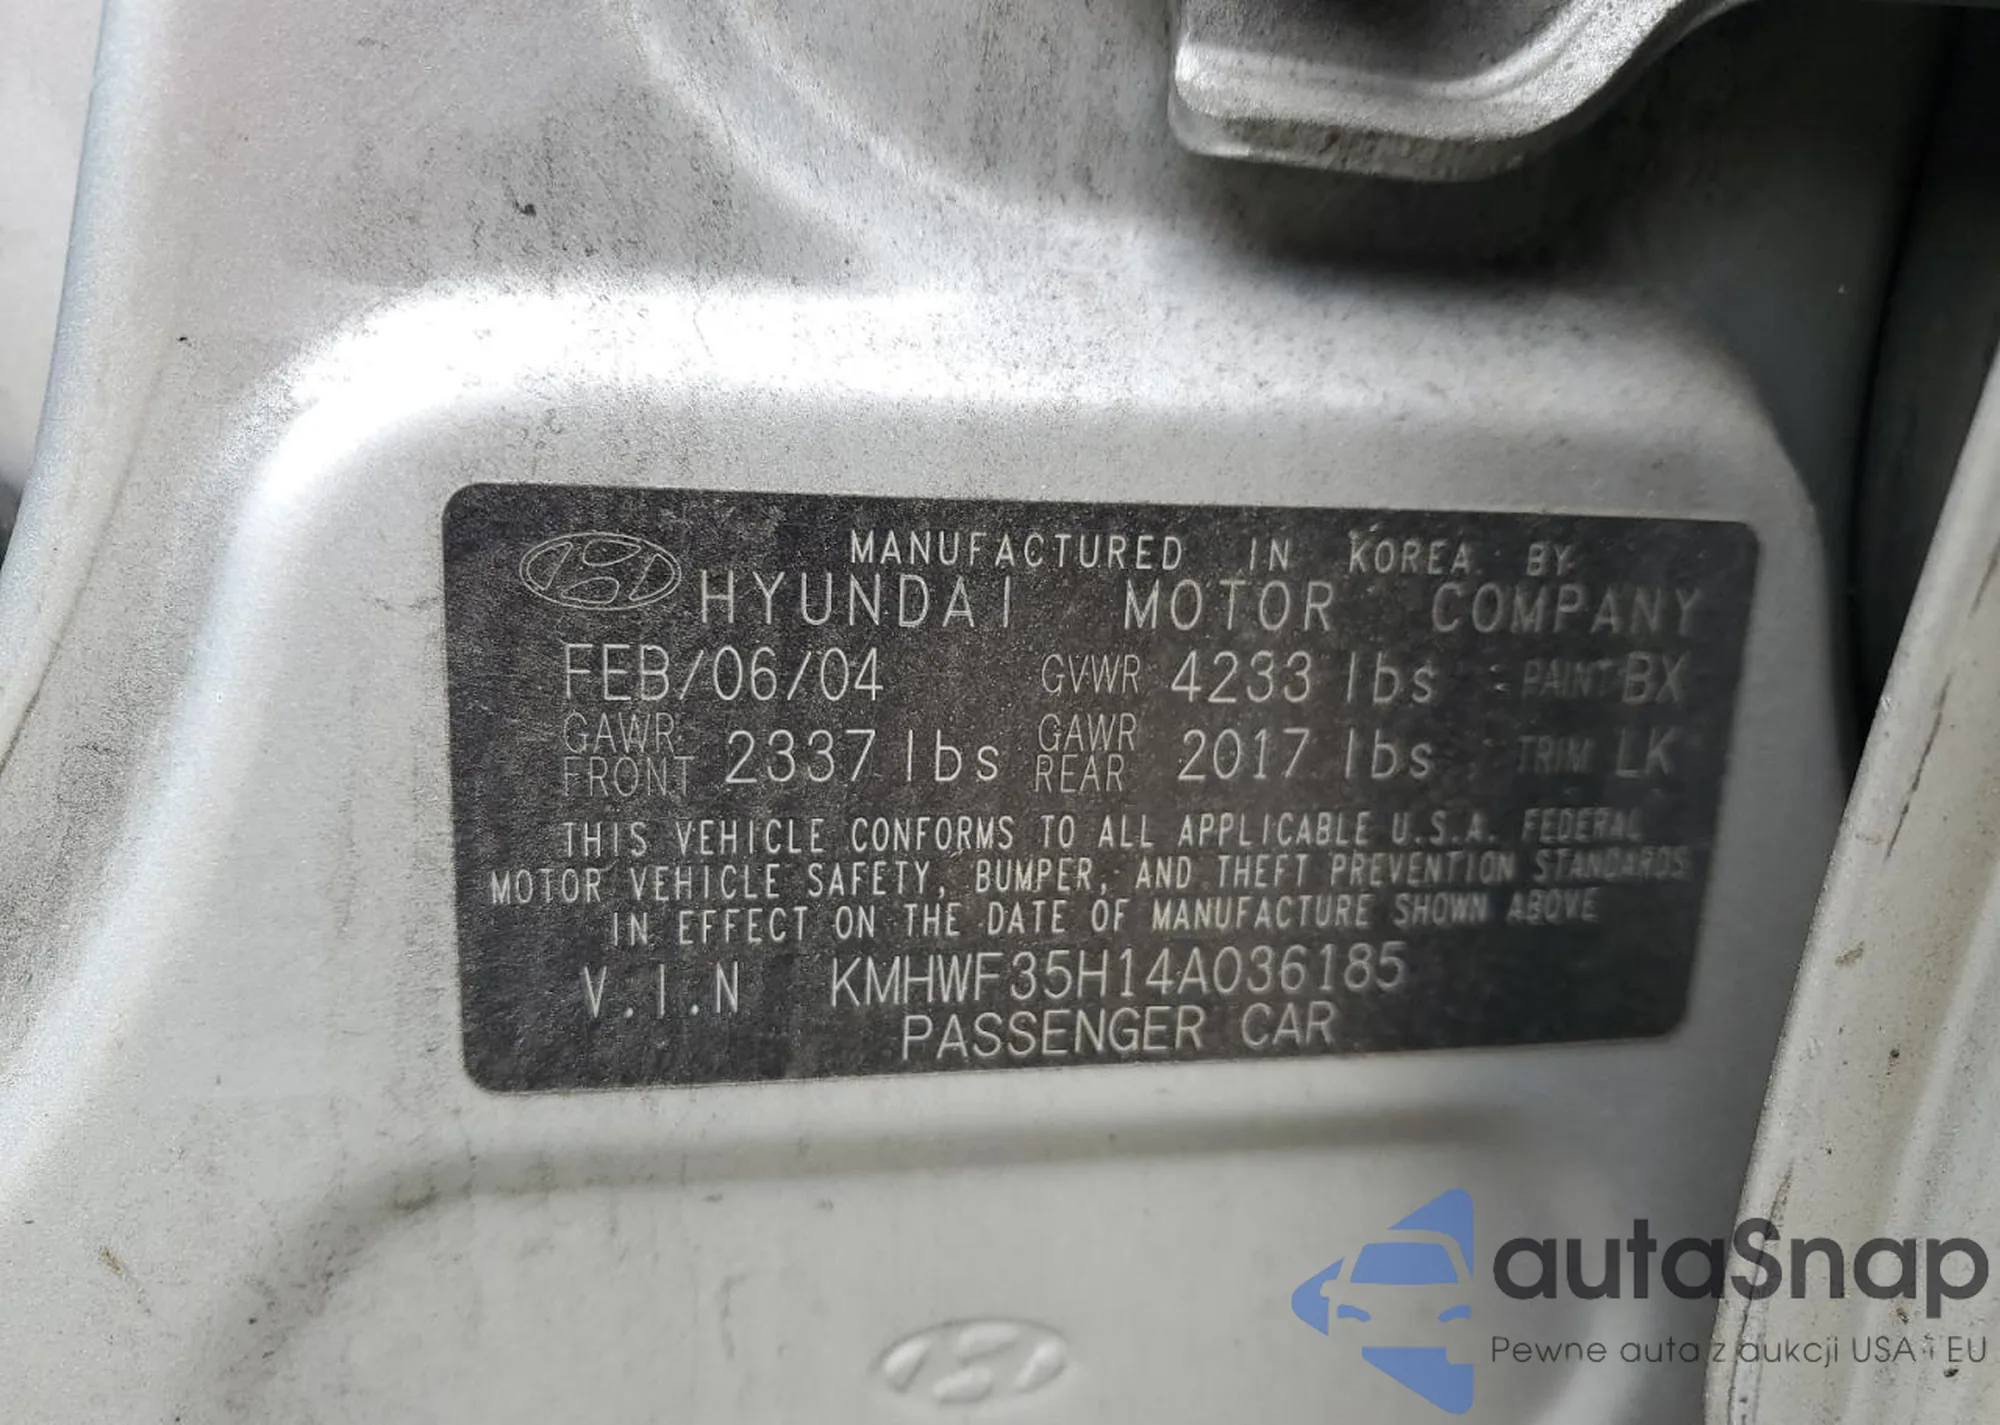 MANUFACTURED IN KOREA BY
HYUNDAI MOTOR COMPANY
FEB/06/04 GVWR 4233 lbs PAINT BX
GAWR FRONT 2337 lbs GAWR REAR 2017 lbs TRIM LK
THIS VEHICLE CONFORMS TO ALL APPLICABLE U.S.A. FEDERAL
MOTOR VEHICLE SAFETY, BUMPER, AND THEFT PREVENTION STANDARDS
IN EFFECT ON THE DATE OF MANUFACTURE SHOWN ABOVE
V.I.N KMHWF35H14A036185
PASSENGER CAR
autaSnap
Pewne auta z aukcji USA i EU